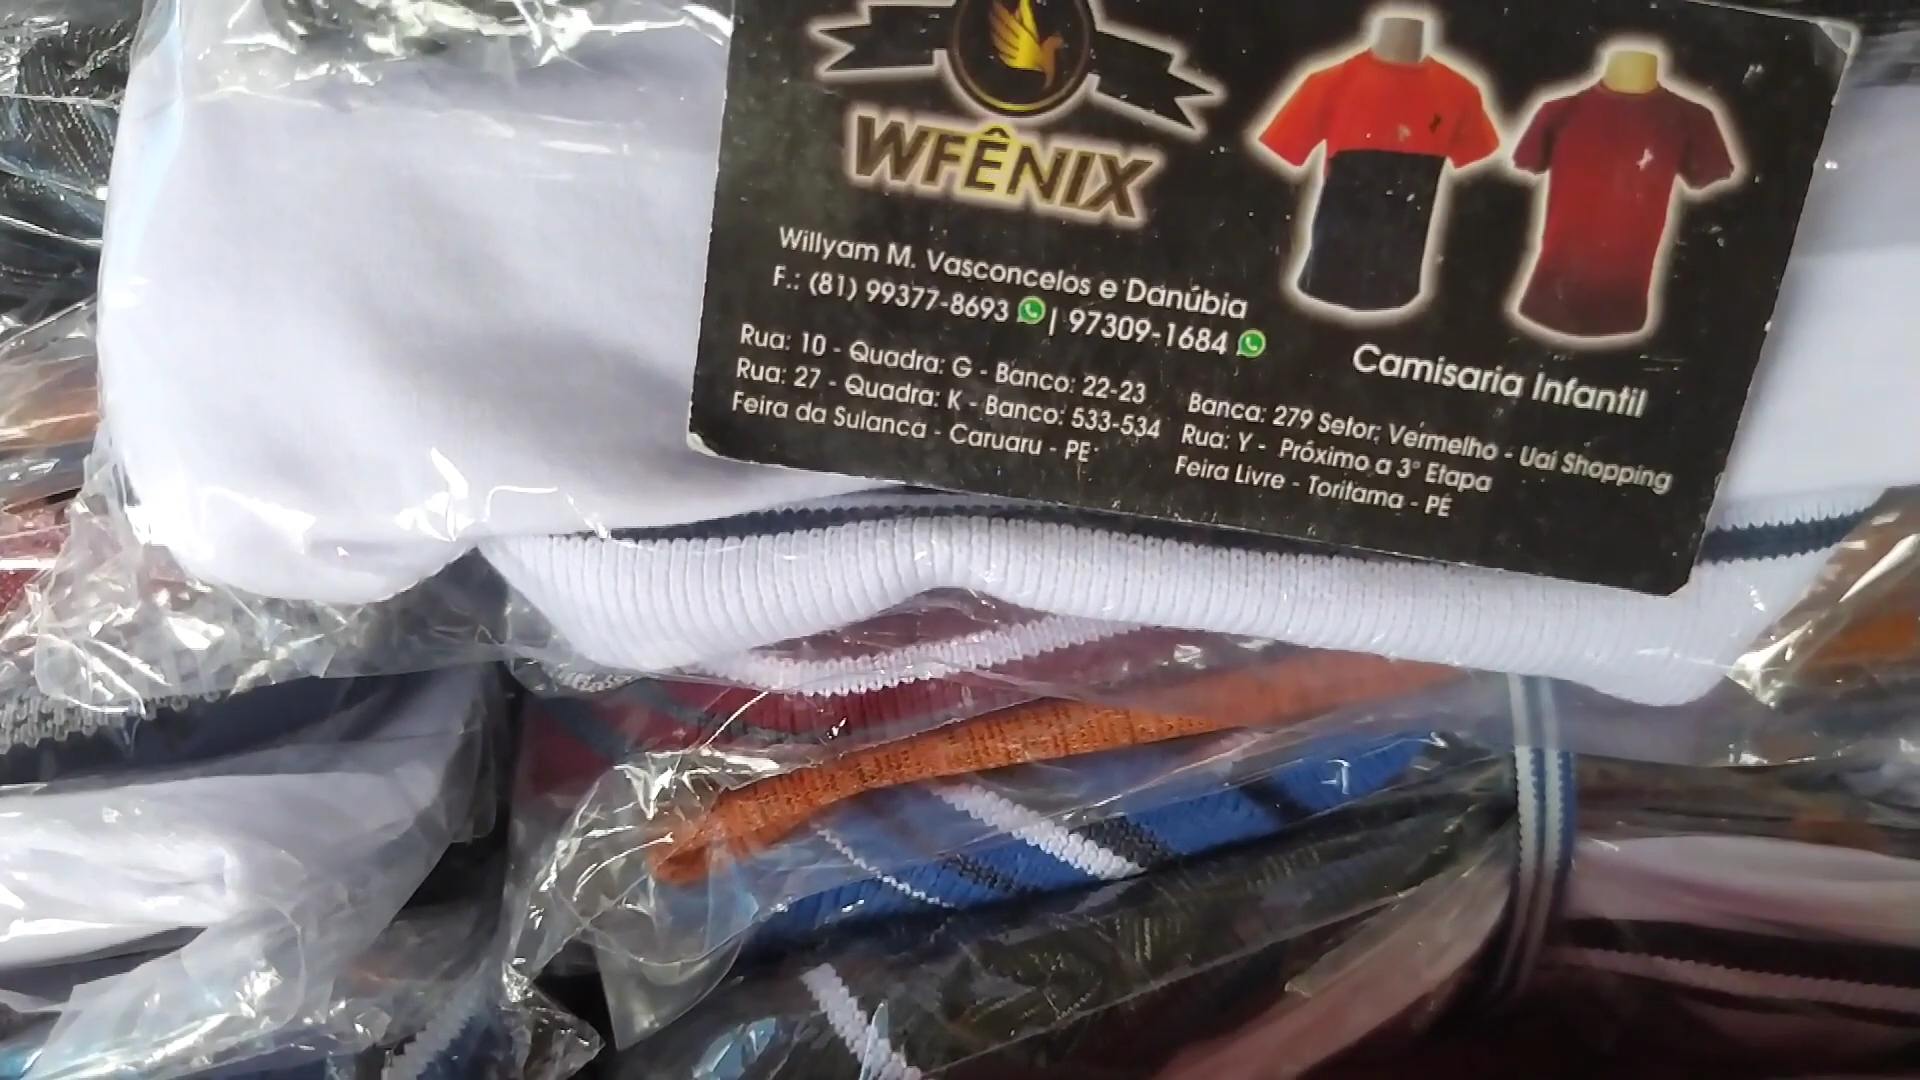 WFÊNIX
Willyam M. Vasconcelos e Danúbia
F.: (81) 99377-8693 | 97309-1684
Rua: 10 - Quadra: G - Banco: 22-23
Rua: 27 - Quadra: K - Banco: 533-534
Feira da Sulanca - Caruaru - PE
Camisaria Infantil
Banca: 279 Setor: Vermelho - Uai Shopping
Rua: Y - Próximo a 3ª Etapa
Feira Livre - Toritama - PE